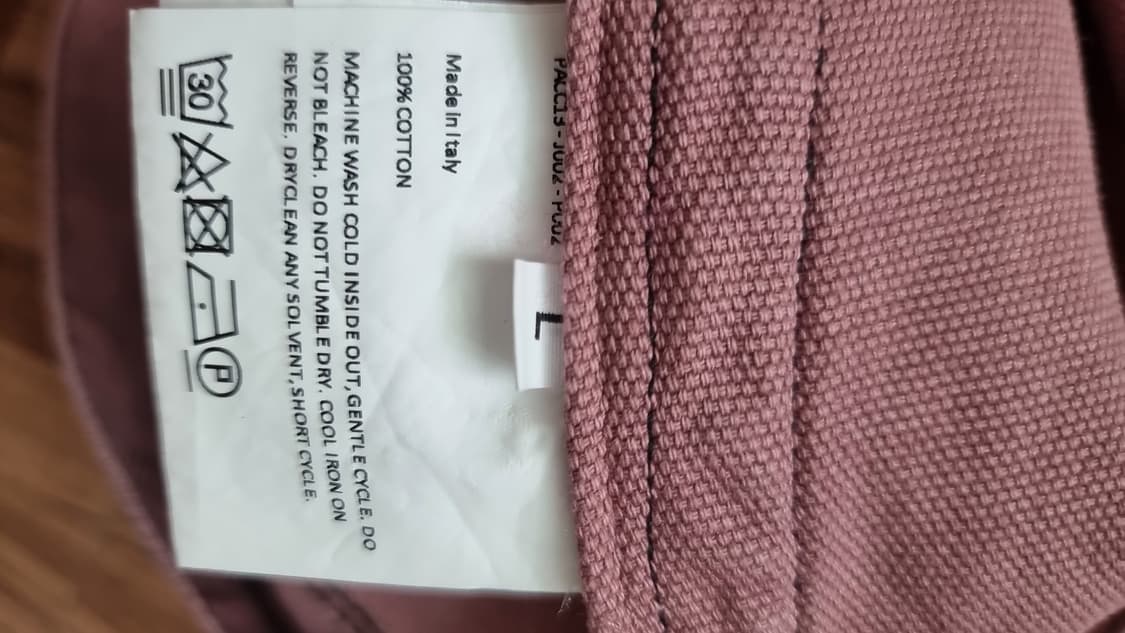 Made in Italy
100% COTTON
MACHINE WASH COLD INSIDE OUT, GENTLE CYCLE. DO
NOT BLEACH. DO NOT TUMBLE DRY. COOL IRON ON
REVERSE. DRYCLEAN ANY SOLVENT, SHORT CYCLE.
30
P
L